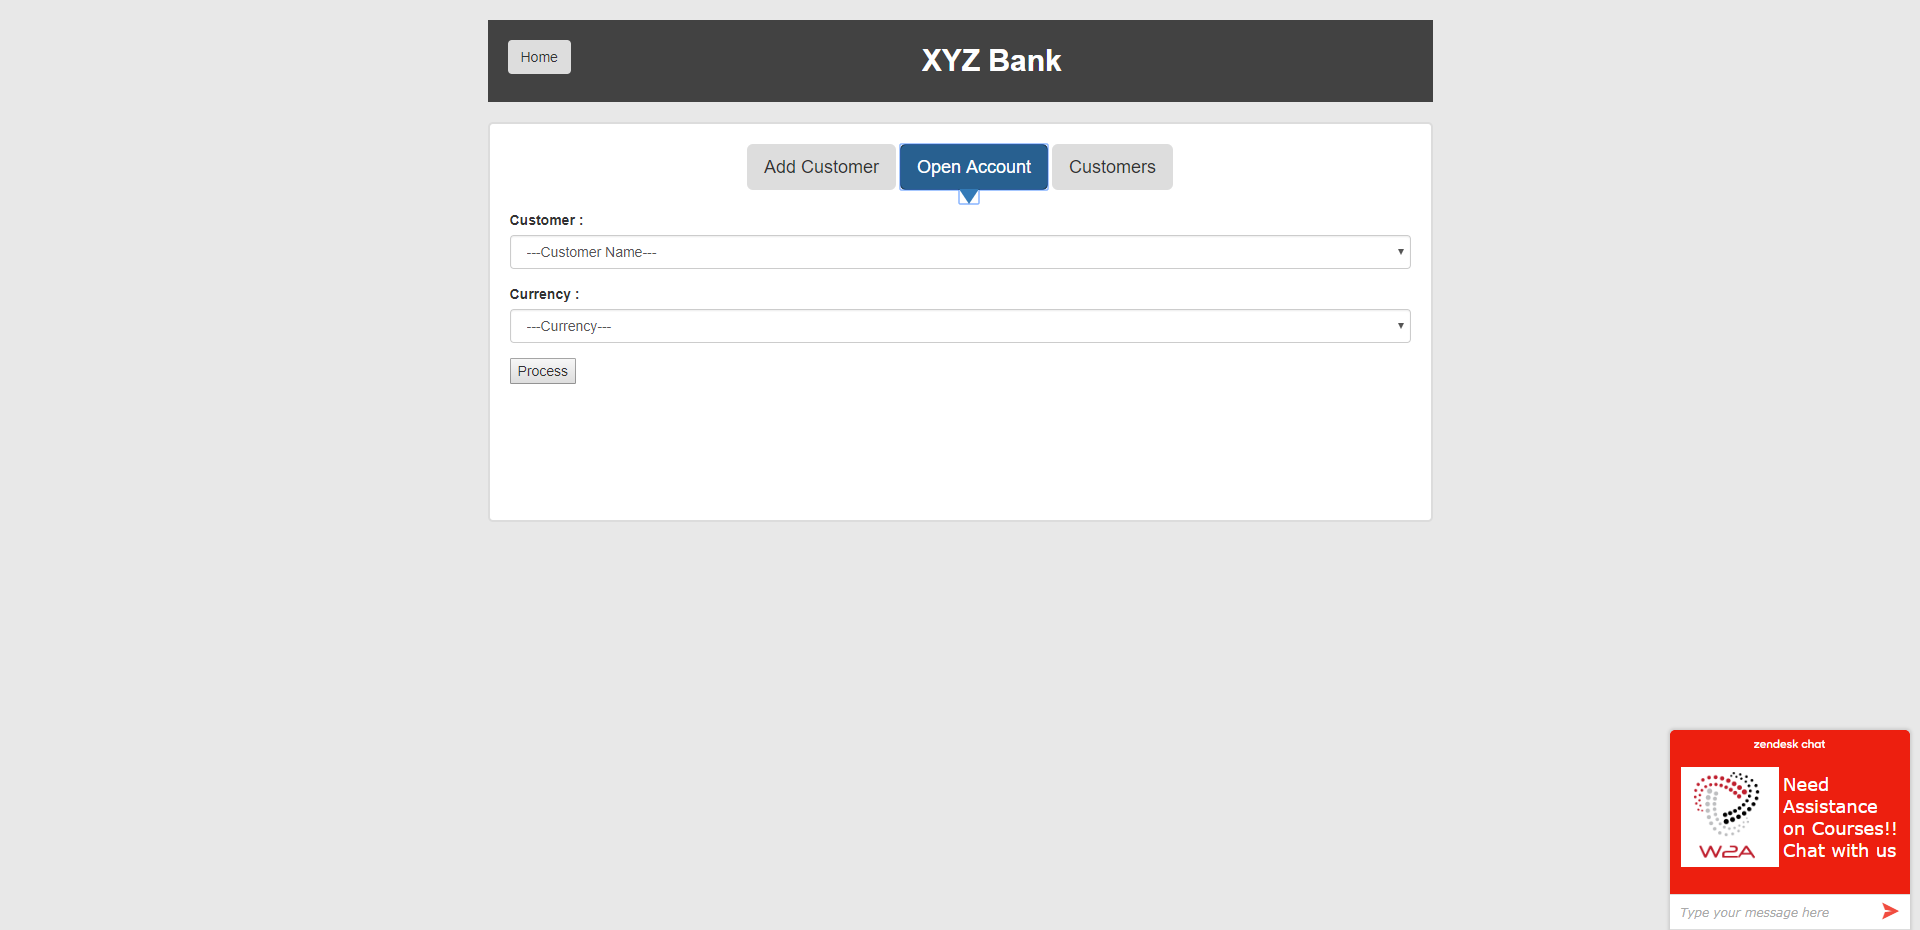 Home
XYZ Bank
Add Customer
Open Account
Customers
Customer :
---Customer Name---
Currency :
---Currency---
Process
zendesk chat
W2A
Need
Assistance
on Courses!!
Chat with us
Type your message here